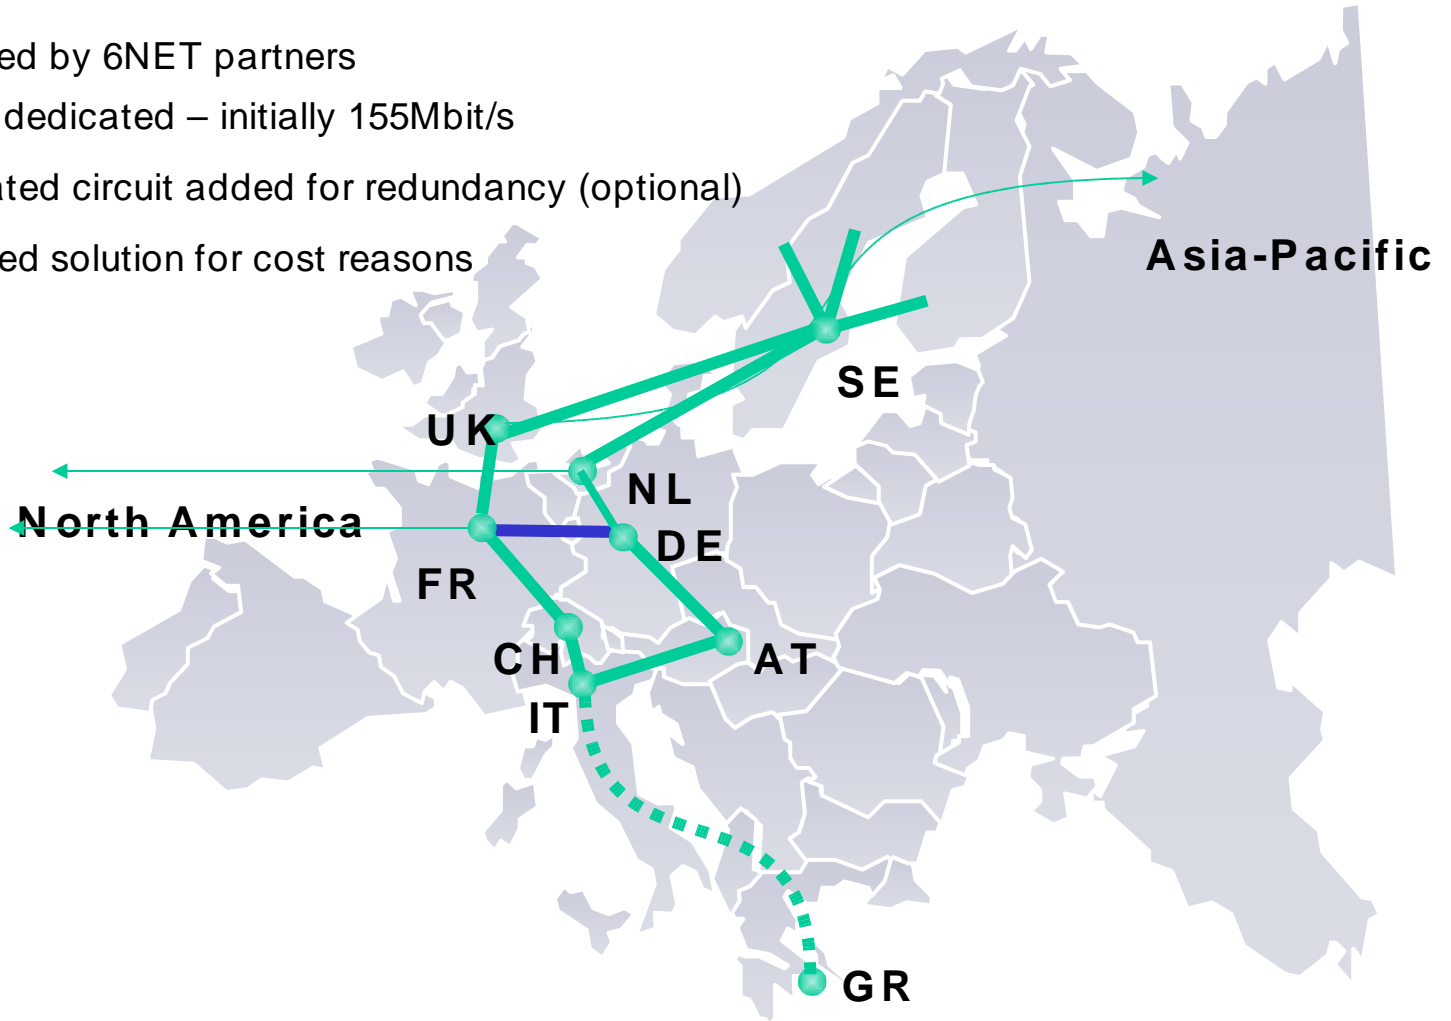 ed by 6NET partners
dedicated – initially 155Mbit/s
ated circuit added for redundancy (optional)
ed solution for cost reasons
Asia-Pacific
SE
UK
NL
North America
DE
FR
CH
AT
IT
GR